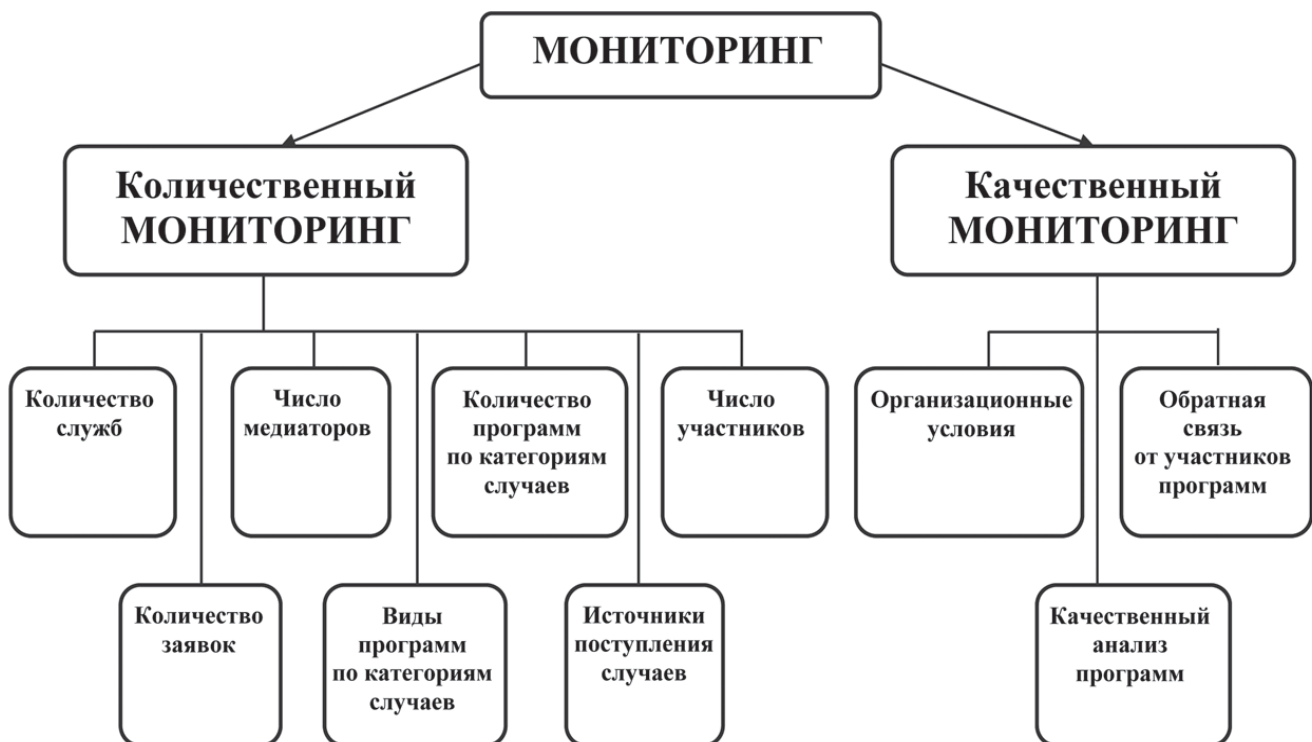 МОНИТОРИНГ
Количественный
МОНИТОРИНГ
Качественный
МОНИТОРИНГ
Количество
служб
Число
медиаторов
Количество
программ
по категориям
случаев
Число
участников
Организационные
условия
Обратная
связь
от участников
программ
Количество
заявок
Виды
программ
по категориям
случаев
Источники
поступления
случаев
Качественный
анализ
программ